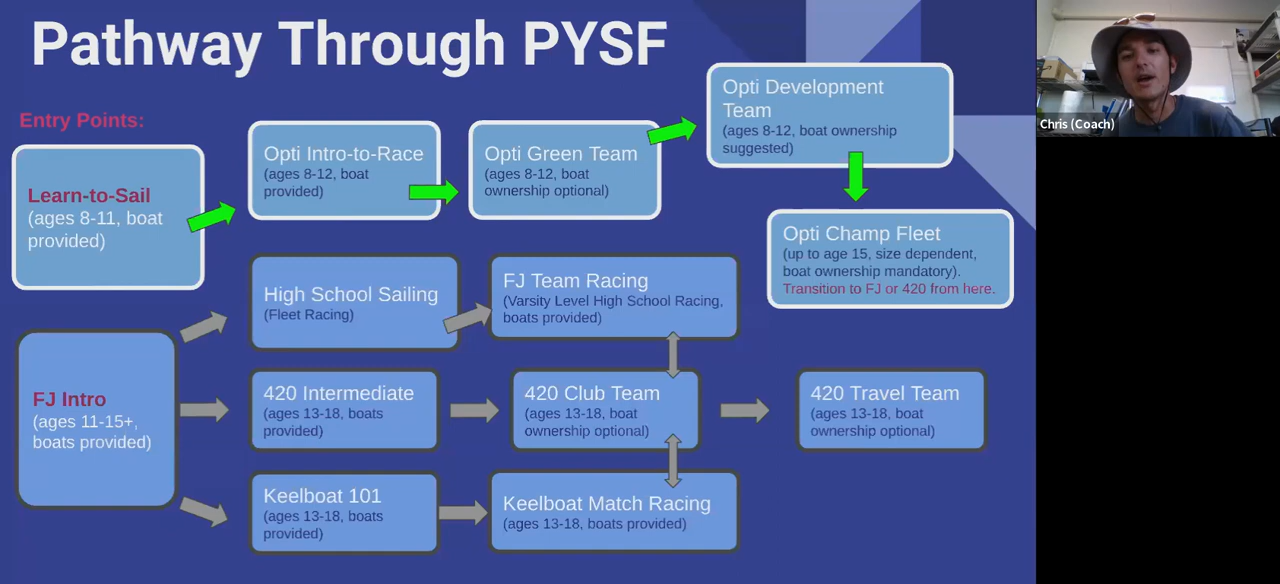 Pathway Through PYSF
Entry Points:
Learn-to-Sail
(ages 8-11, boat
provided)
Opti Intro-to-Race
(ages 8-12, boat
provided)
Opti Green Team
(ages 8-12, boat
ownership optional)
Opti Development
Team
(ages 8-12, boat ownership
suggested)
Opti Champ Fleet
(up to age 15, size dependent,
boat ownership mandatory).
Transition to FJ or 420 from here.
FJ Intro
(ages 11-15+,
boats provided)
High School Sailing
(Fleet Racing)
FJ Team Racing
(Varsity Level High School Racing,
boats provided)
420 Intermediate
(ages 13-18, boats
provided)
420 Club Team
(ages 13-18, boat
ownership optional)
420 Travel Team
(ages 13-18, boat
ownership optional)
Keelboat 101
(ages 13-18, boats
provided)
Keelboat Match Racing
(ages 13-18, boats provided)
Chris (Coach)